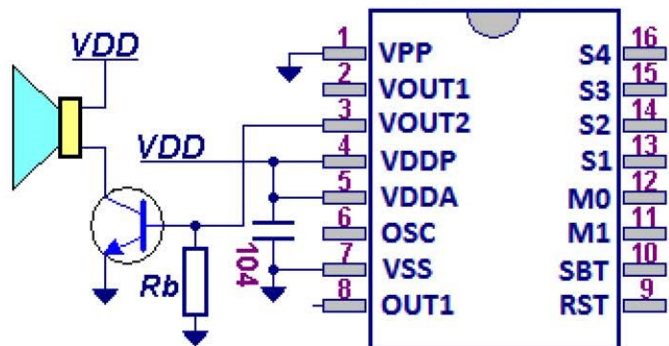 VDD
VDD
Rb
104
1 VPP
2 VOUT1
3 VOUT2
4 VDDP
5 VDDA
6 OSC
7 VSS
8 OUT1
S4 16
S3 15
S2 14
S1 13
M0 12
M1 11
SBT 10
RST 9